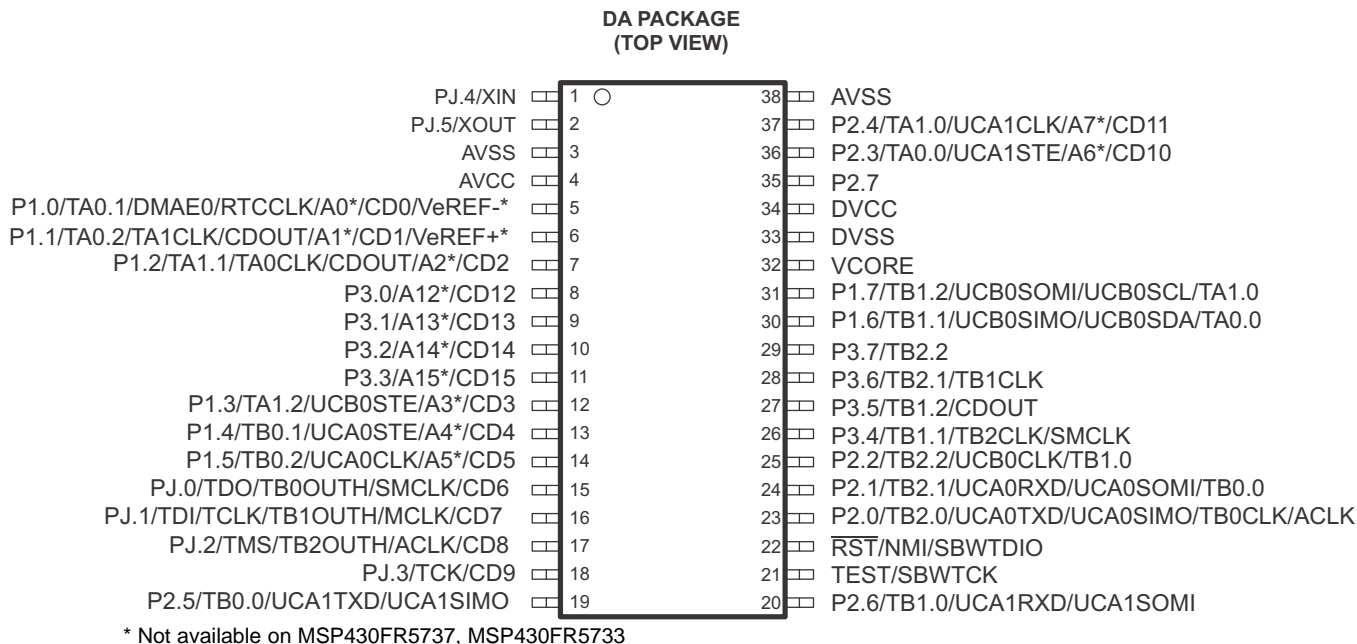 DA PACKAGE
(TOP VIEW)
PJ.4/XIN 1 38 AVSS
PJ.5/XOUT 2 37 P2.4/TA1.0/UCA1CLK/A7*/CD11
AVSS 3 36 P2.3/TA0.0/UCA1STE/A6*/CD10
AVCC 4 35 P2.7
P1.0/TA0.1/DMAE0/RTCCLK/A0*/CD0/VeREF-* 5 34 DVCC
P1.1/TA0.2/TA1CLK/CDOUT/A1*/CD1/VeREF+* 6 33 DVSS
P1.2/TA1.1/TA0CLK/CDOUT/A2*/CD2 7 32 VCORE
P3.0/A12*/CD12 8 31 P1.7/TB1.2/UCB0SOMI/UCB0SCL/TA1.0
P3.1/A13*/CD13 9 30 P1.6/TB1.1/UCB0SIMO/UCB0SDA/TA0.0
P3.2/A14*/CD14 10 29 P3.7/TB2.2
P3.3/A15*/CD15 11 28 P3.6/TB2.1/TB1CLK
P1.3/TA1.2/UCB0STE/A3*/CD3 12 27 P3.5/TB1.2/CDOUT
P1.4/TB0.1/UCA0STE/A4*/CD4 13 26 P3.4/TB1.1/TB2CLK/SMCLK
P1.5/TB0.2/UCA0CLK/A5*/CD5 14 25 P2.2/TB2.2/UCB0CLK/TB1.0
PJ.0/TDO/TB0OUTH/SMCLK/CD6 15 24 P2.1/TB2.1/UCA0RXD/UCA0SOMI/TB0.0
PJ.1/TDI/TCLK/TB1OUTH/MCLK/CD7 16 23 P2.0/TB2.0/UCA0TXD/UCA0SIMO/TB0CLK/ACLK
PJ.2/TMS/TB2OUTH/ACLK/CD8 17 22 R̅S̅T̅/NMI/SBWTDIO
PJ.3/TCK/CD9 18 21 TEST/SBWTCK
P2.5/TB0.0/UCA1TXD/UCA1SIMO 19 20 P2.6/TB1.0/UCA1RXD/UCA1SOMI
* Not available on MSP430FR5737, MSP430FR5733